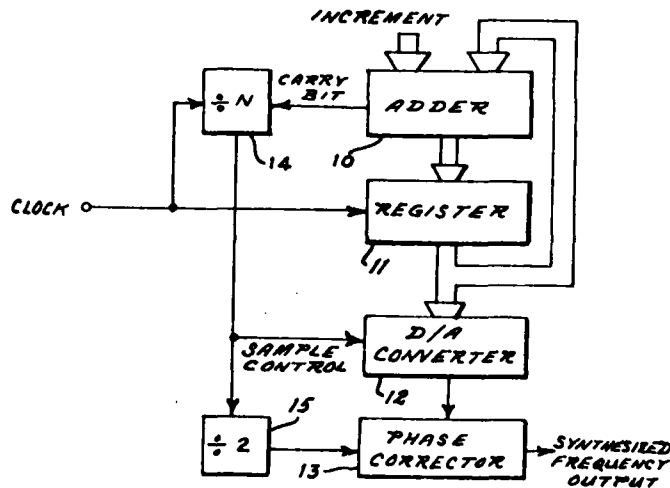 INCREMENT
÷ N
CARRY
BIT
ADDER
14
10
CLOCK
REGISTER
11
D/A
CONVERTER
SAMPLE
CONTROL
12
15
÷ 2
PHASE
CORRECTOR
13
SYNTHESIZED
FREQUENCY
OUTPUT